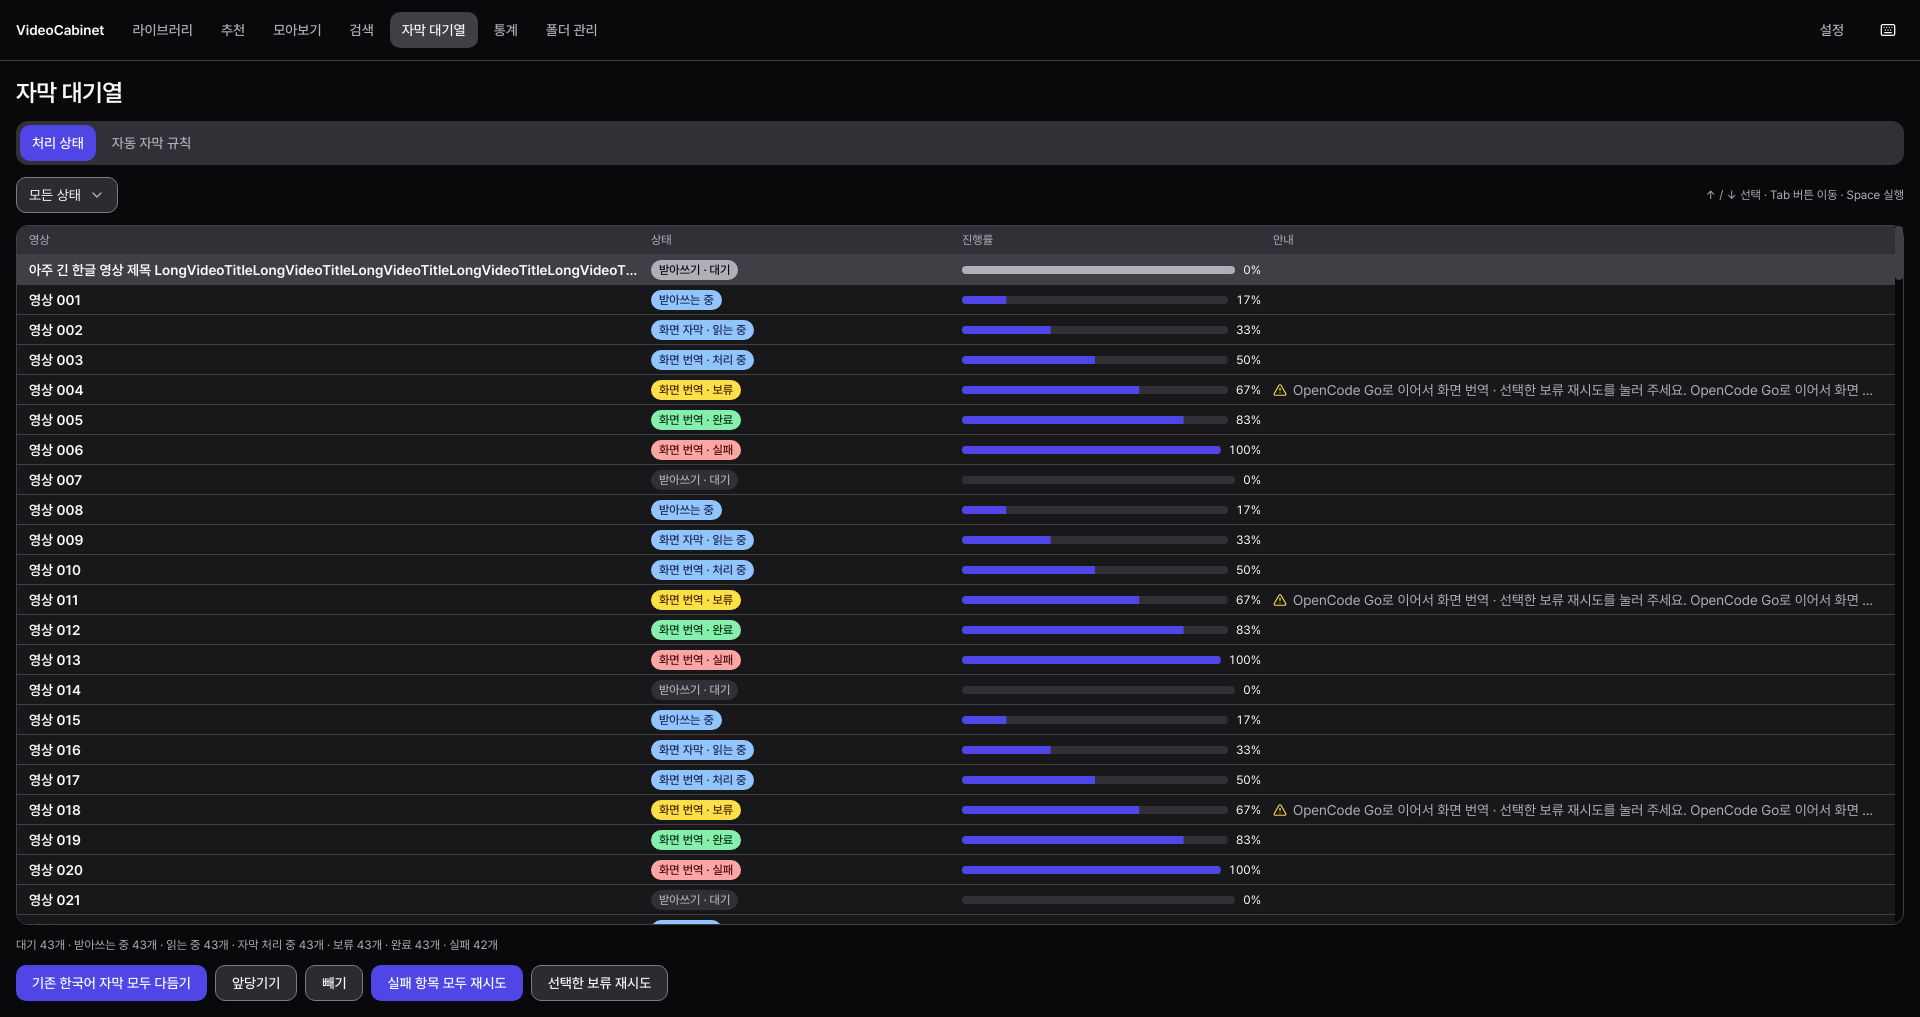 VideoCabinet 라이브러리 추천 모아보기 검색 자막 대기열 통계 폴더 관리 설정
자막 대기열
처리 상태 자동 자막 규칙
모든 상태 ↑ / ↓ 선택 · Tab 버튼 이동 · Space 실행
영상 상태 진행률 안내
아주 긴 한글 영상 제목 LongVideoTitleLongVideoTitleLongVideoTitleLongVideoTitleLongVideoT... 받아쓰기 · 대기 0%
영상 001 받아쓰는 중 17%
영상 002 화면 자막 · 읽는 중 33%
영상 003 화면 번역 · 처리 중 50%
영상 004 화면 번역 · 보류 67% OpenCode Go로 이어서 화면 번역 · 선택한 보류 재시도를 눌러 주세요. OpenCode Go로 이어서 화면 ...
영상 005 화면 번역 · 완료 83%
영상 006 화면 번역 · 실패 100%
영상 007 받아쓰기 · 대기 0%
영상 008 받아쓰는 중 17%
영상 009 화면 자막 · 읽는 중 33%
영상 010 화면 번역 · 처리 중 50%
영상 011 화면 번역 · 보류 67% OpenCode Go로 이어서 화면 번역 · 선택한 보류 재시도를 눌러 주세요. OpenCode Go로 이어서 화면 ...
영상 012 화면 번역 · 완료 83%
영상 013 화면 번역 · 실패 100%
영상 014 받아쓰기 · 대기 0%
영상 015 받아쓰는 중 17%
영상 016 화면 자막 · 읽는 중 33%
영상 017 화면 번역 · 처리 중 50%
영상 018 화면 번역 · 보류 67% OpenCode Go로 이어서 화면 번역 · 선택한 보류 재시도를 눌러 주세요. OpenCode Go로 이어서 화면 ...
영상 019 화면 번역 · 완료 83%
영상 020 화면 번역 · 실패 100%
영상 021 받아쓰기 · 대기 0%
대기 43개 · 받아쓰는 중 43개 · 읽는 중 43개 · 자막 처리 중 43개 · 보류 43개 · 완료 43개 · 실패 42개
기존 한국어 자막 모두 다듬기 앞당기기 빼기 실패 항목 모두 재시도 선택한 보류 재시도